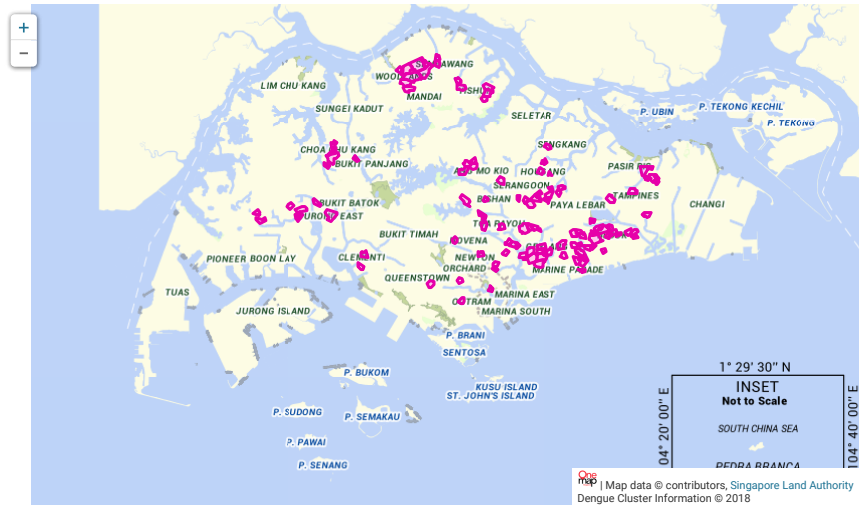 +
−
WOODLANDS
LIM CHU KANG
MANDAI
SUNGEI KADUT
SELETAR
P. UBIN
P. TEKONG KECHIL
P. TEKONG
CHOA CHU KANG
BUKIT PANJANG
SENGKANG
ANG MO KIO
HOUGANG
PASIR RIS
SERANGOON
TAMPINES
BISHAN
PAYA LEBAR
CHANGI
BUKIT BATOK
JURONG EAST
TOA PAYOH
BUKIT TIMAH
NOVENA
PIONEER
BOON LAY
CLEMENTI
NEWTON
ORCHARD
MARINE PARADE
QUEENSTOWN
TUAS
MARINA EAST
OUTRAM
JURONG ISLAND
MARINA SOUTH
P. BRANI
SENTOSA
P. BUKOM
KUSU ISLAND
ST. JOHN'S ISLAND
P. SUDONG
P. SEMAKAU
P. PAWAI
P. SENANG
1° 29' 30'' N
INSET
Not to Scale
SOUTH CHINA SEA
PEDRA BRANCA
04° 20' 00'' E
104° 40' 00'' E
One map | Map data © contributors, Singapore Land Authority
Dengue Cluster Information © 2018